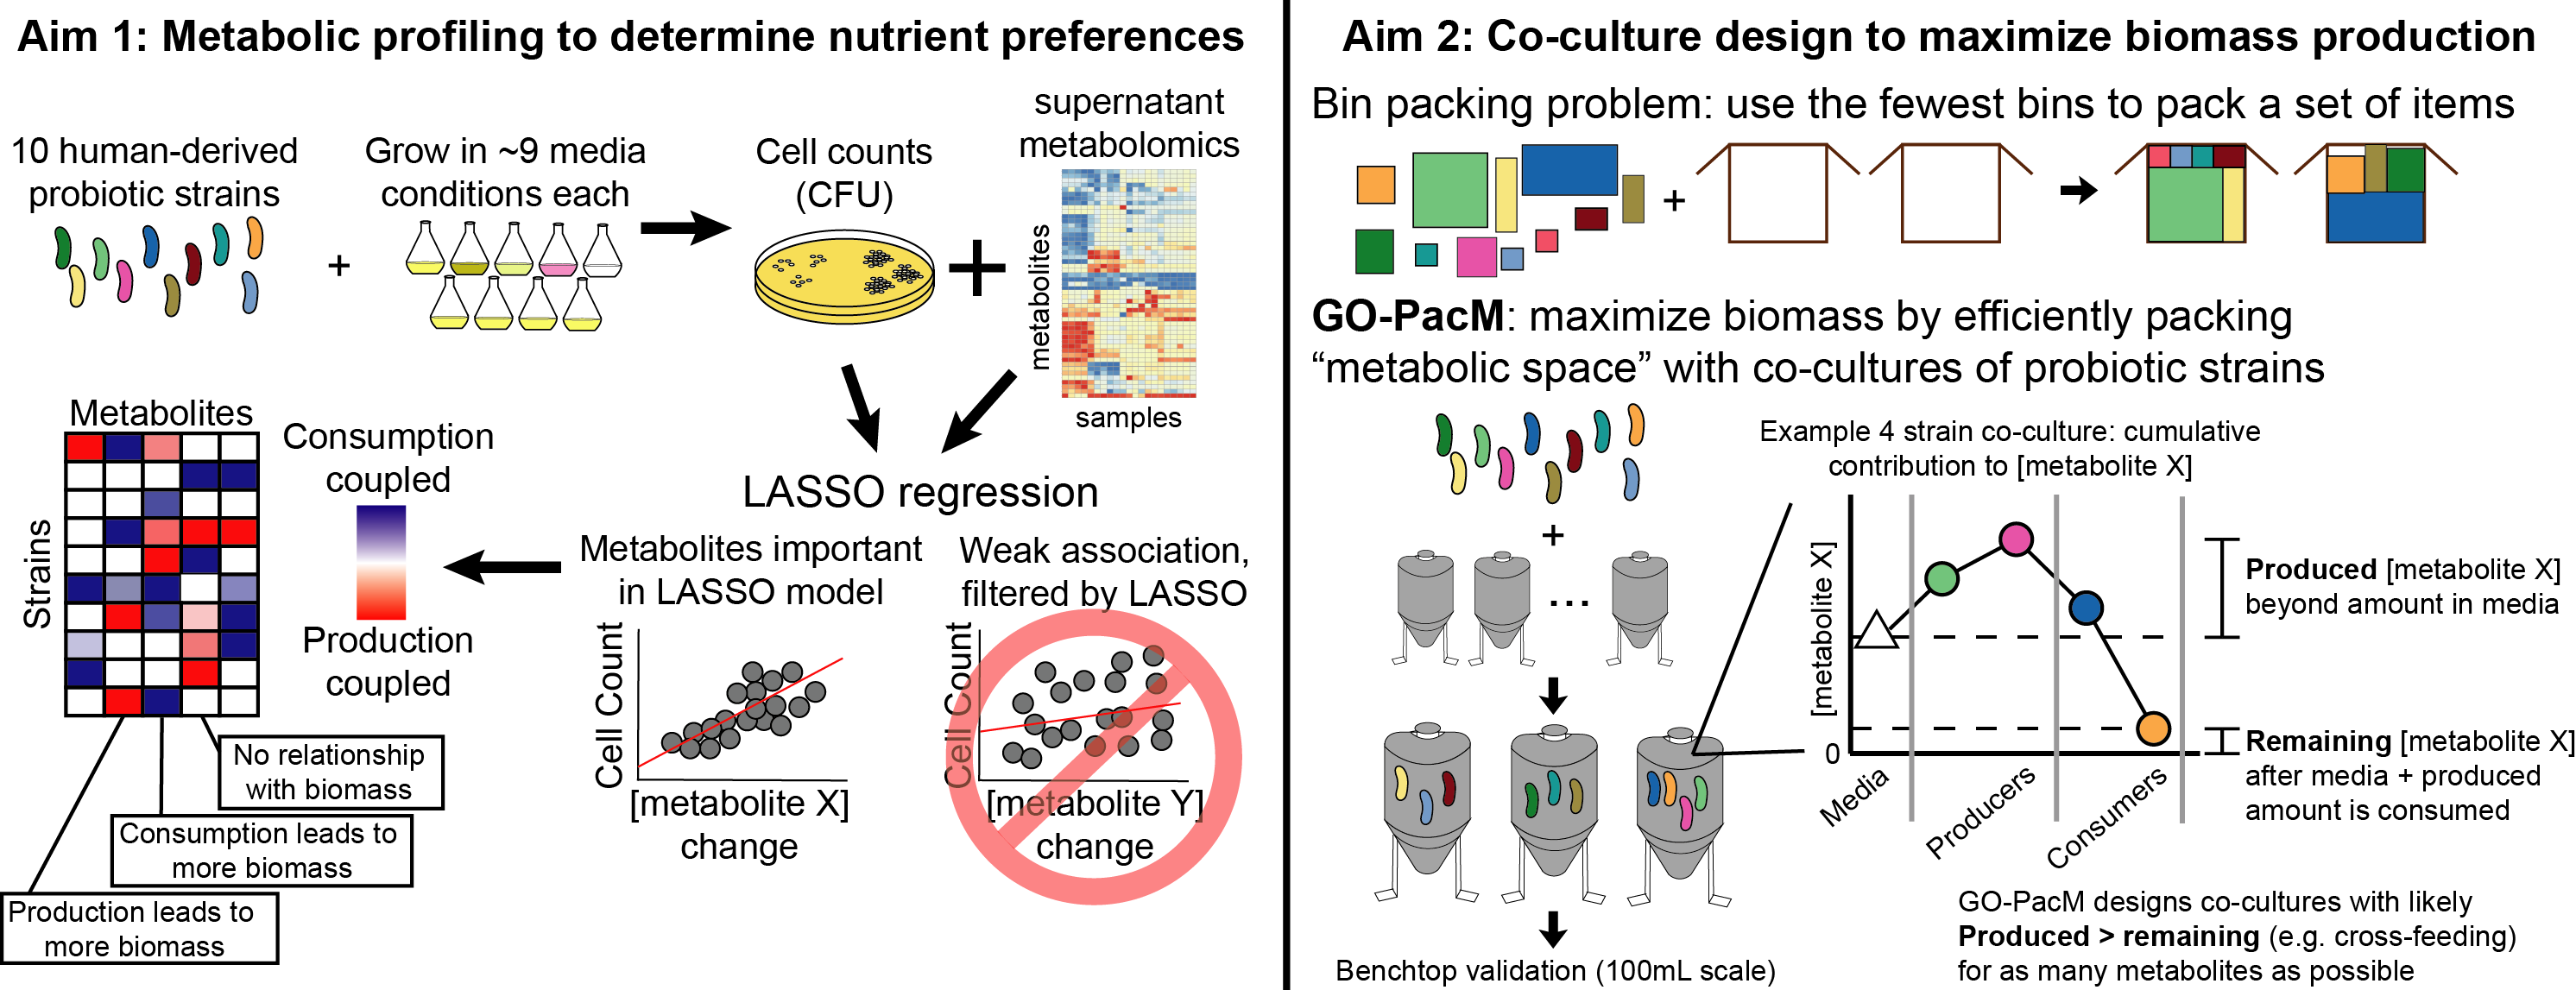 Aim 1: Metabolic profiling to determine nutrient preferences
10 human-derived
probiotic strains
+
Grow in ~9 media
conditions each
Cell counts
(CFU)
+
supernatant
metabolomics
metabolites
samples
LASSO regression
Metabolites important
in LASSO model
Cell Count
[metabolite X]
change
Weak association,
filtered by LASSO
Cell Count
[metabolite Y]
change
Metabolites
Strains
Consumption
coupled
Production
coupled
No relationship
with biomass
Consumption leads to
more biomass
Production leads to
more biomass
Aim 2: Co-culture design to maximize biomass production
Bin packing problem: use the fewest bins to pack a set of items
+
GO-PacM: maximize biomass by efficiently packing
“metabolic space” with co-cultures of probiotic strains
+
...
Benchtop validation (100mL scale)
Example 4 strain co-culture: cumulative
contribution to [metabolite X]
[metabolite X]
0
Media
Producers
Consumers
Produced [metabolite X]
beyond amount in media
Remaining [metabolite X]
after media + produced
amount is consumed
GO-PacM designs co-cultures with likely
Produced > remaining (e.g. cross-feeding)
for as many metabolites as possible